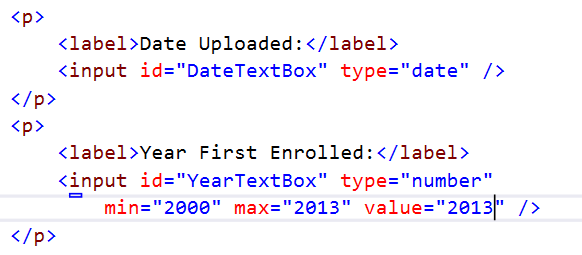 <p>
<label>Date Uploaded:</label>
<input id="DateTextBox" type="date" />
</p>
<p>
<label>Year First Enrolled:</label>
<input id="YearTextBox" type="number"
min="2000" max="2013" value="2013" />
</p>